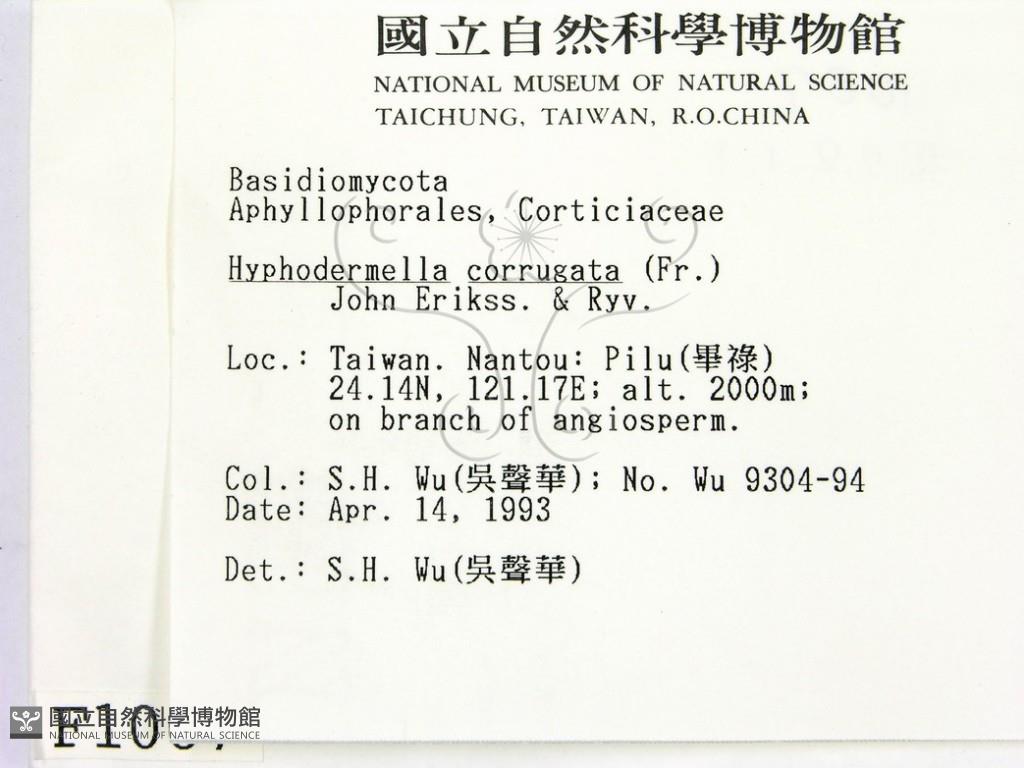 國立自然科學博物館
NATIONAL MUSEUM OF NATURAL SCIENCE
TAICHUNG, TAIWAN, R.O.CHINA
Basidiomycota
Aphyllophorales, Corticiaceae
Hyphodermella corrugata (Fr.)
John Erikss. & Ryv.
Loc.: Taiwan. Nantou: Pilu(畢祿)
24.14N, 121.17E; alt. 2000m;
on branch of angiosperm.
Col.: S.H. Wu(吳聲華); No. Wu 9304-94
Date: Apr. 14, 1993
Det.: S.H. Wu(吳聲華)
國立自然科學博物館
NATIONAL MUSEUM OF NATURAL SCIENCE